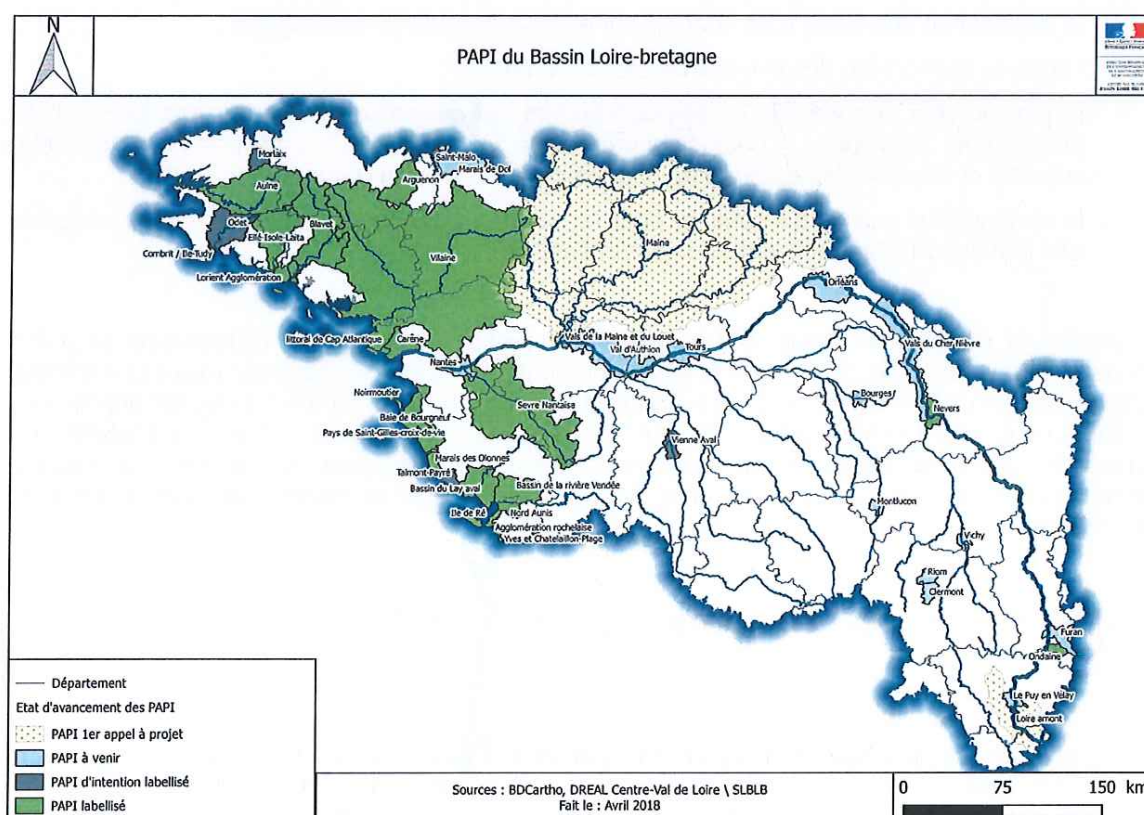 N
PAPI du Bassin Loire-bretagne
Morlaix
Saint-Malo
Marais de Dol
Arguenon
Aulne
Odet
Blavet
Ellé-Isole-Laïta
Combrit / Ile-Tudy
Lorient Agglomération
Vilaine
Maine
Orléans
littoral de Cap Atlantique
Carène
Nantes
Vals de la Maine et du Louet
Val d'Authion
Tours
Vals du Cher Nièvre
Noirmoutier
Baie de Bourgneuf
Sevre Nantaise
Bourges
Nevers
Pays de Saint-Gilles-croix-de-vie
Vienne Aval
Marais des Olonnes
Talmont-Payré
Bassin du Lay aval
Bassin de la rivière Vendée
Ile de Ré
Nord Aunis
Agglomération rochelaise
Yves et Chatelaillon-Plage
Montlucon
Vichy
Riom
Clermont
Furan
Ondaine
Le Puy en Velay
Loire amont
Département
Etat d'avancement des PAPI
PAPI 1er appel à projet
PAPI à venir
PAPI d'intention labellisé
PAPI labellisé
Sources : BDCartho, DREAL Centre-Val de Loire \ SLBLB
Fait le : Avril 2018
0 75 150 km